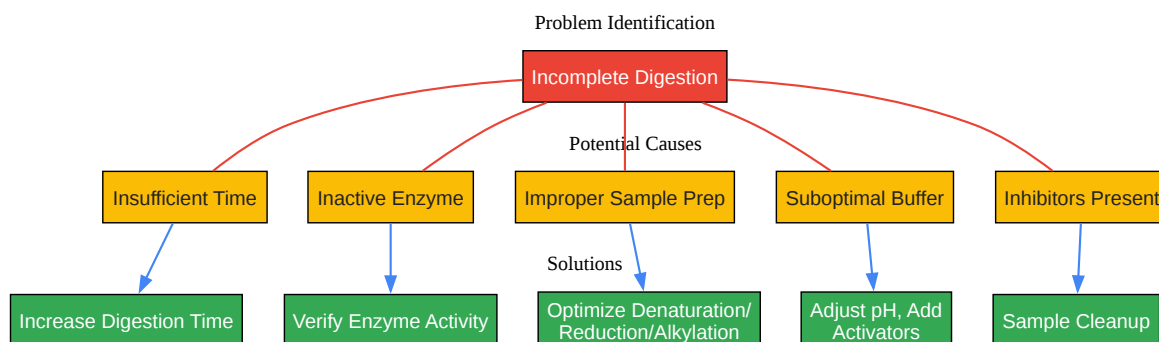 Problem Identification
Incomplete Digestion
Potential Causes
Insufficient Time
Inactive Enzyme
Improper Sample Prep
Suboptimal Buffer
Inhibitors Present
Solutions
Increase Digestion Time
Verify Enzyme Activity
Optimize Denaturation/
Reduction/Alkylation
Adjust pH, Add
Activators
Sample Cleanup